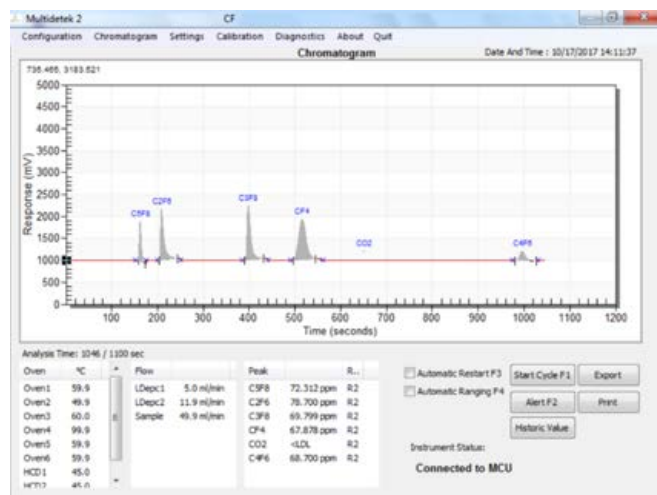 Multidetek 2 CF
Configuration Chromatogram Settings Calibration Diagnostics About Quit
Chromatogram Date And Time : 10/17/2017 14:11:37
735.465, 3183.521
5000
4500
4000
3500
3000
2500
2000
1500
1000
500
0
Response (mV)
C5F8 C2F6 C3F8 CF4 CO2 C4F6
100 200 300 400 500 600 700 800 900 1000 1100 1200
Time (seconds)
Analysis Time: 1046 / 1100 sec
Oven °C Flow Peak R...
Oven1 59.9 LDepc1 5.0 ml/min C5F8 72.312 ppm R2
Oven2 49.9 LDepc2 11.9 ml/min C2F6 78.700 ppm R2
Oven3 60.0 Sample 49.9 ml/min C3F8 69.799 ppm R2
Oven4 99.9 CF4 67.878 ppm R2
Oven5 59.9 CO2 <LDL R2
Oven6 59.9 C4F6 68.700 ppm R2
HCD1 45.0
HCD2 45.0
Automatic Restart F3 Start Cycle F1 Export
Automatic Ranging F4 Alert F2 Print
Historic Value
Instrument Status:
Connected to MCU